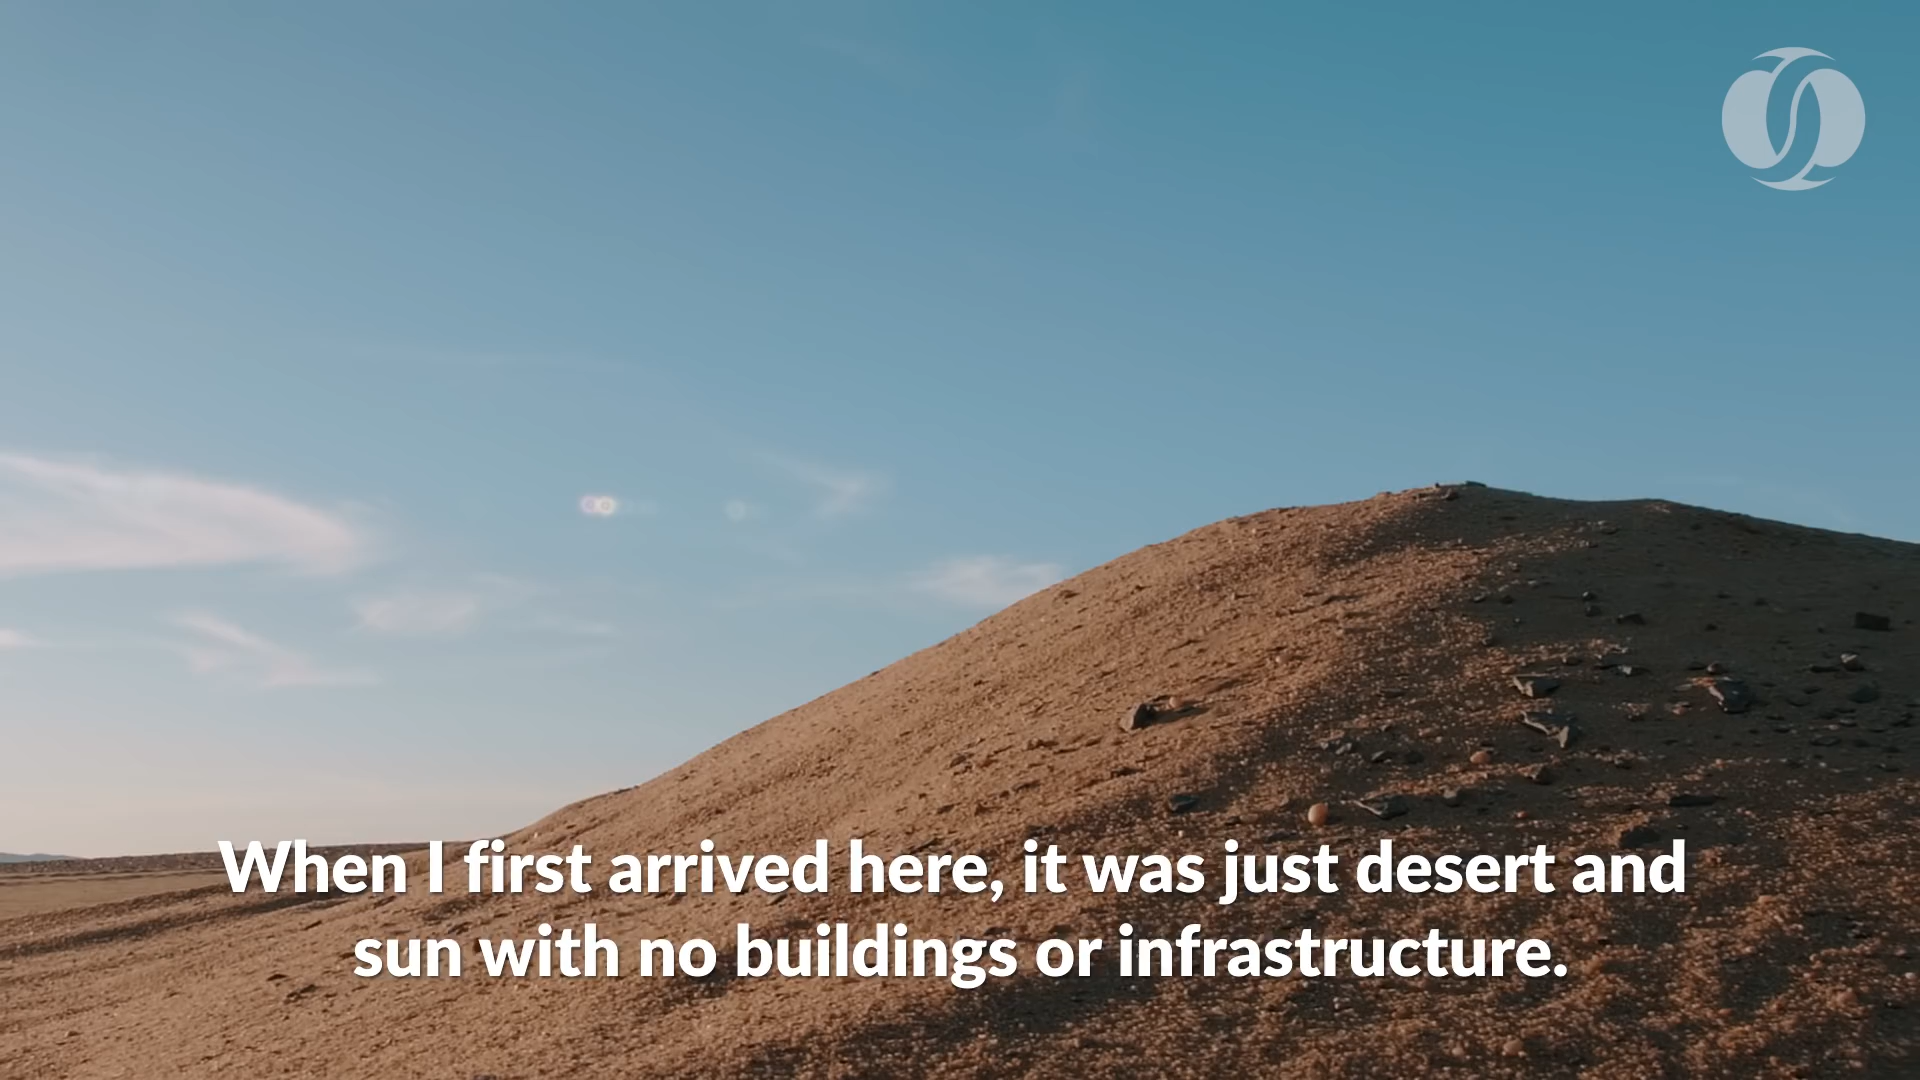 When I first arrived here, it was just desert and
sun with no buildings or infrastructure.